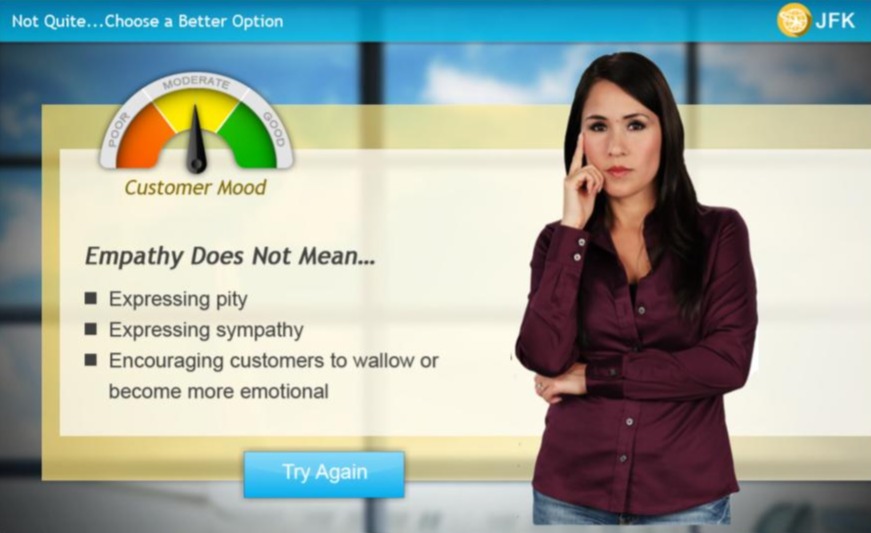 Not Quite...Choose a Better Option
JFK
POOR
MODERATE
GOOD
Customer Mood
Empathy Does Not Mean...
Expressing pity
Expressing sympathy
Encouraging customers to wallow or
become more emotional
Try Again